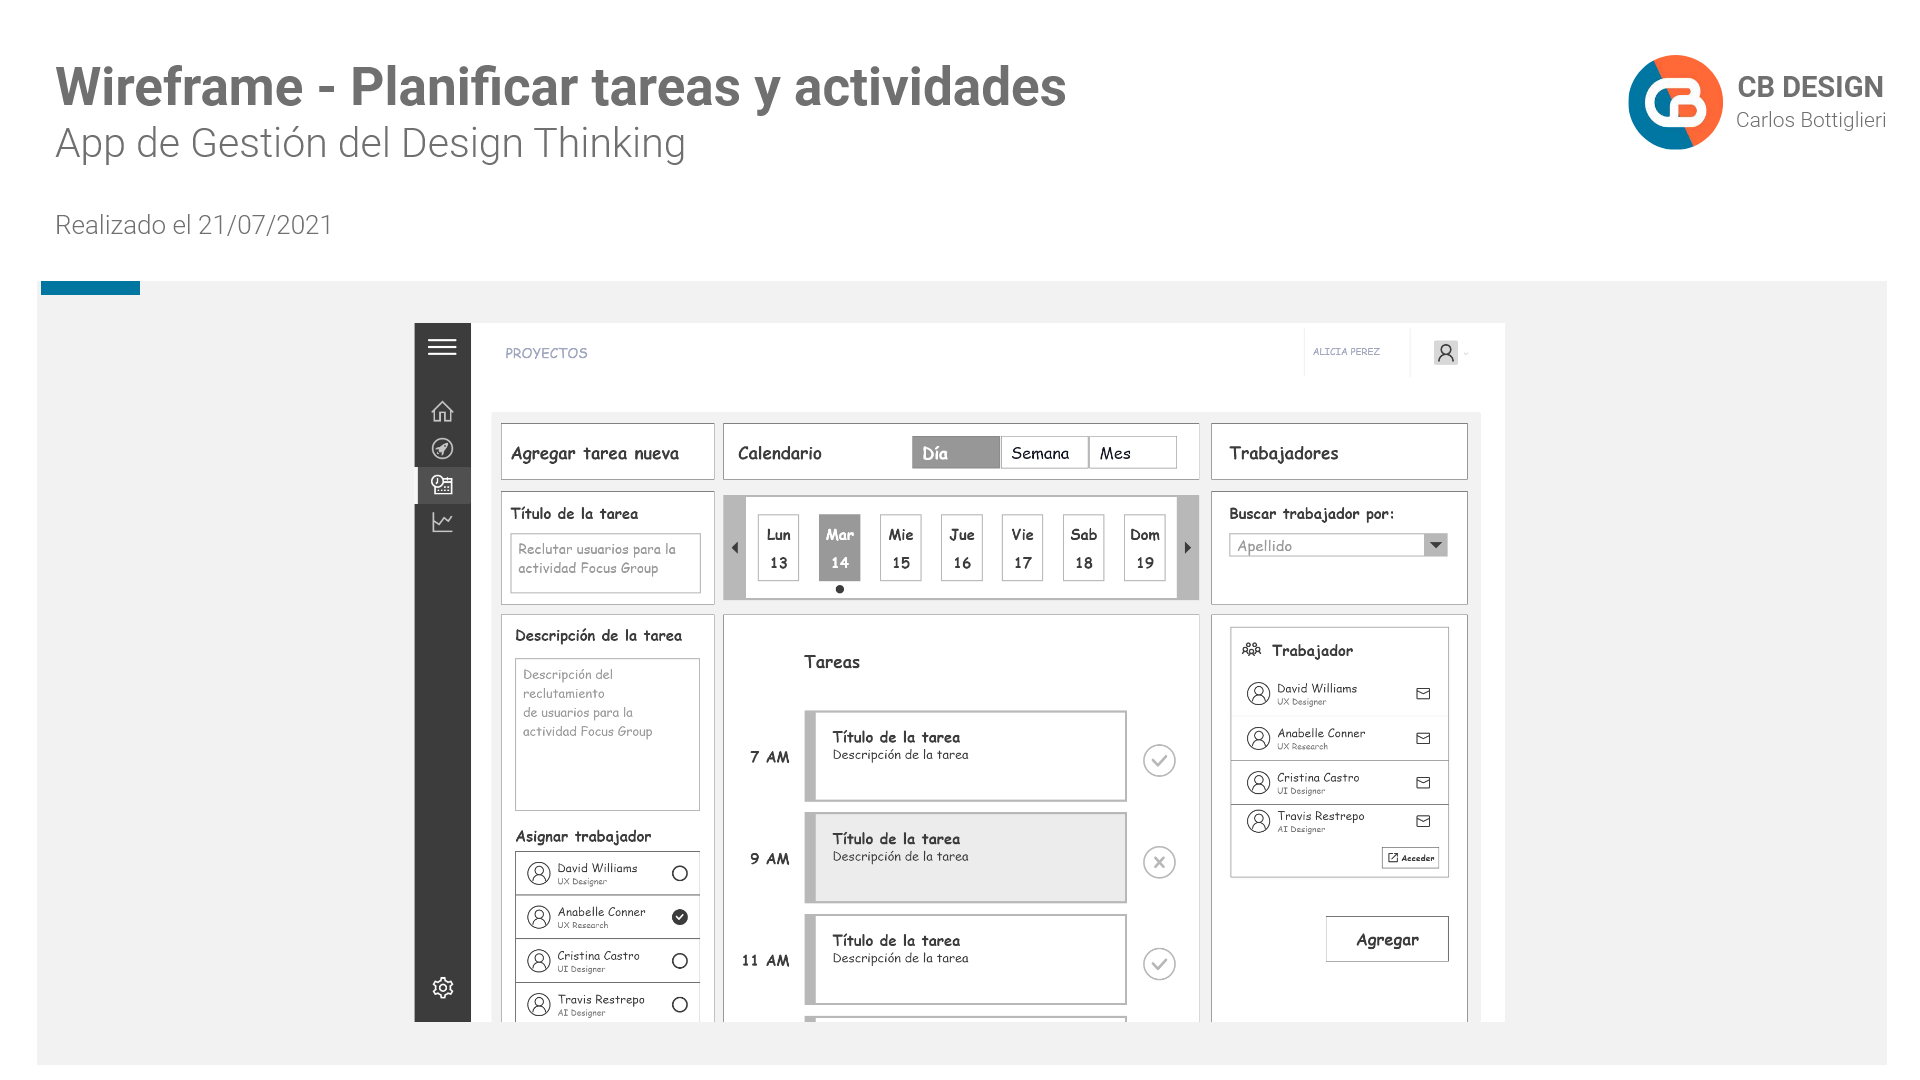 Wireframe - Planificar tareas y actividades
App de Gestión del Design Thinking
Realizado el 21/07/2021
CB
CB DESIGN
Carlos Bottiglieri
PROYECTOS
ALICIA PEREZ
Agregar tarea nueva
Título de la tarea
Reclutar usuarios para la
actividad Focus Group
Descripción de la tarea
Descripción del
reclutamiento
de usuarios para la
actividad Focus Group
Asignar trabajador
David Williams
UX Designer
Anabelle Conner
UX Research
Cristina Castro
UI Designer
Travis Restrepo
AI Designer
Calendario
Día
Semana
Mes
Lun
13
Mar
14
Mie
15
Jue
16
Vie
17
Sab
18
Dom
19
Tareas
7 AM
Título de la tarea
Descripción de la tarea
9 AM
Título de la tarea
Descripción de la tarea
11 AM
Título de la tarea
Descripción de la tarea
Trabajadores
Buscar trabajador por:
Apellido
Trabajador
David Williams
UX Designer
Anabelle Conner
UX Research
Cristina Castro
UI Designer
Travis Restrepo
AI Designer
Acceder
Agregar